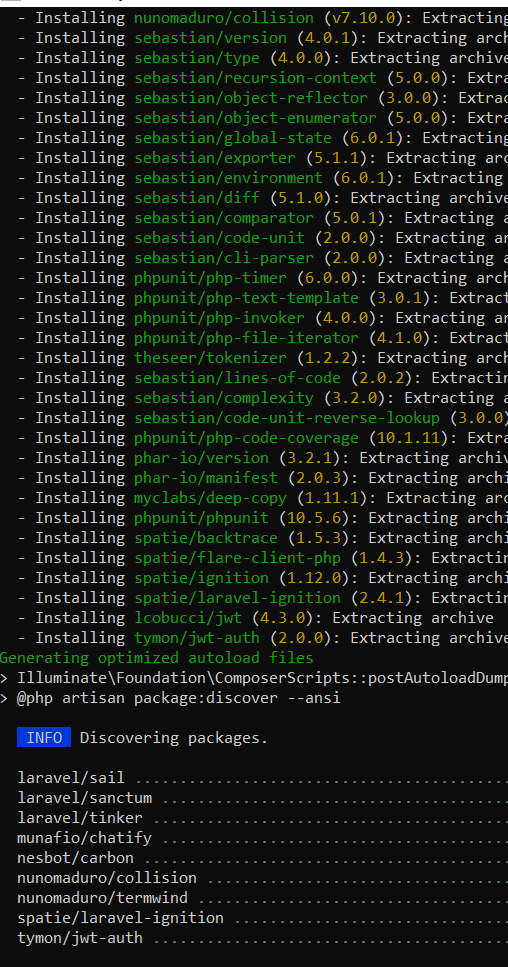 - Installing nunomaduro/collision (v7.10.0): Extracting
- Installing sebastian/version (4.0.1): Extracting arch
- Installing sebastian/type (4.0.0): Extracting archive
- Installing sebastian/recursion-context (5.0.0): Extra
- Installing sebastian/object-reflector (3.0.0): Extrac
- Installing sebastian/object-enumerator (5.0.0): Extra
- Installing sebastian/global-state (6.0.1): Extracting
- Installing sebastian/exporter (5.1.1): Extracting arc
- Installing sebastian/environment (6.0.1): Extracting
- Installing sebastian/diff (5.1.0): Extracting archive
- Installing sebastian/comparator (5.0.1): Extracting a
- Installing sebastian/code-unit (2.0.0): Extracting ar
- Installing sebastian/cli-parser (2.0.0): Extracting a
- Installing phpunit/php-timer (6.0.0): Extracting arch
- Installing phpunit/php-text-template (3.0.1): Extract
- Installing phpunit/php-invoker (4.0.0): Extracting ar
- Installing phpunit/php-file-iterator (4.1.0): Extract
- Installing theseer/tokenizer (1.2.2): Extracting arch
- Installing sebastian/lines-of-code (2.0.2): Extractin
- Installing sebastian/complexity (3.2.0): Extracting a
- Installing sebastian/code-unit-reverse-lookup (3.0.0)
- Installing phpunit/php-code-coverage (10.1.11): Extra
- Installing phar-io/version (3.2.1): Extracting archiv
- Installing phar-io/manifest (2.0.3): Extracting archi
- Installing myclabs/deep-copy (1.11.1): Extracting arc
- Installing phpunit/phpunit (10.5.6): Extracting archi
- Installing spatie/backtrace (1.5.3): Extracting archi
- Installing spatie/flare-client-php (1.4.3): Extractin
- Installing spatie/ignition (1.12.0): Extracting archi
- Installing spatie/laravel-ignition (2.4.1): Extractin
- Installing lcobucci/jwt (4.3.0): Extracting archive
- Installing tymon/jwt-auth (2.0.0): Extracting archive
Generating optimized autoload files
> Illuminate\Foundation\ComposerScripts::postAutoloadDump
> @php artisan package:discover --ansi
INFO Discovering packages.
laravel/sail ..........................................
laravel/sanctum .......................................
laravel/tinker ........................................
munafio/chatify .......................................
nesbot/carbon .........................................
nunomaduro/collision ..................................
nunomaduro/termwind ...................................
spatie/laravel-ignition ...............................
tymon/jwt-auth ........................................